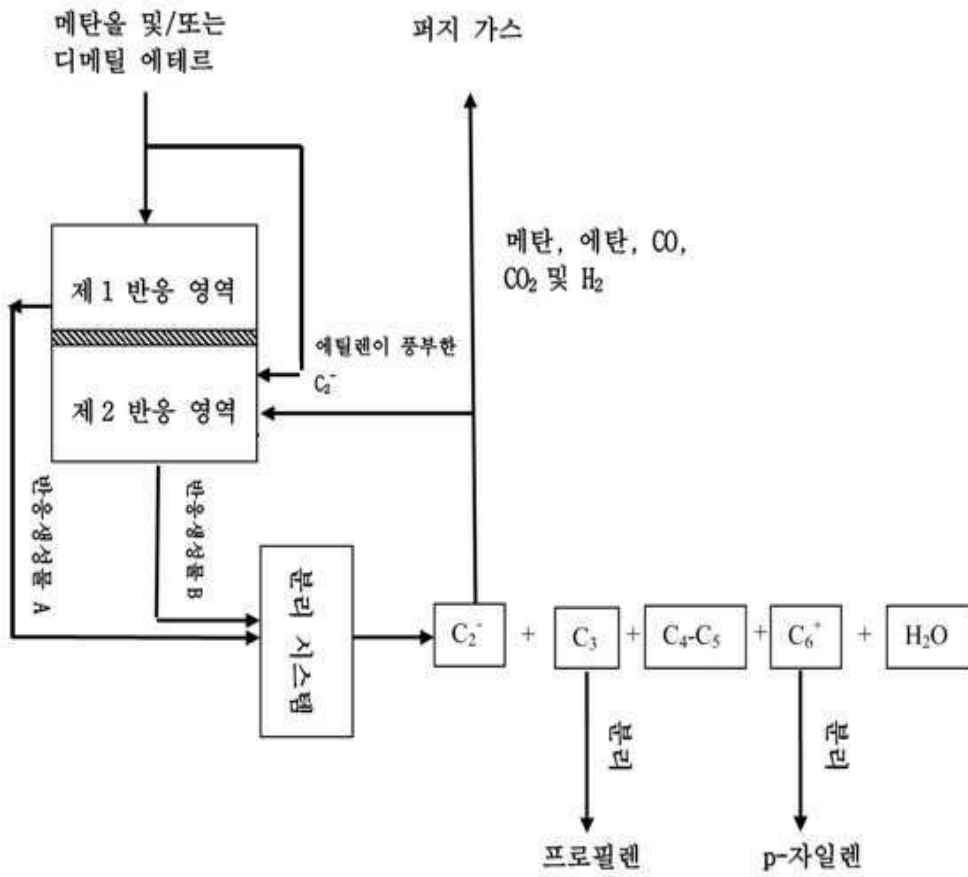 메탄올 및/또는
디메틸 에테르
퍼지 가스
메탄, 에탄, CO,
CO₂ 및 H₂
제1 반응 영역
에틸렌이 풍부한
C₂⁻
제2 반응 영역
반응생성물 A
반응생성물 B
분리 시스템
C₂⁻ + C₃ + C₄-C₅ + C₆⁺ + H₂O
분리
분리
프로필렌
p-자일렌